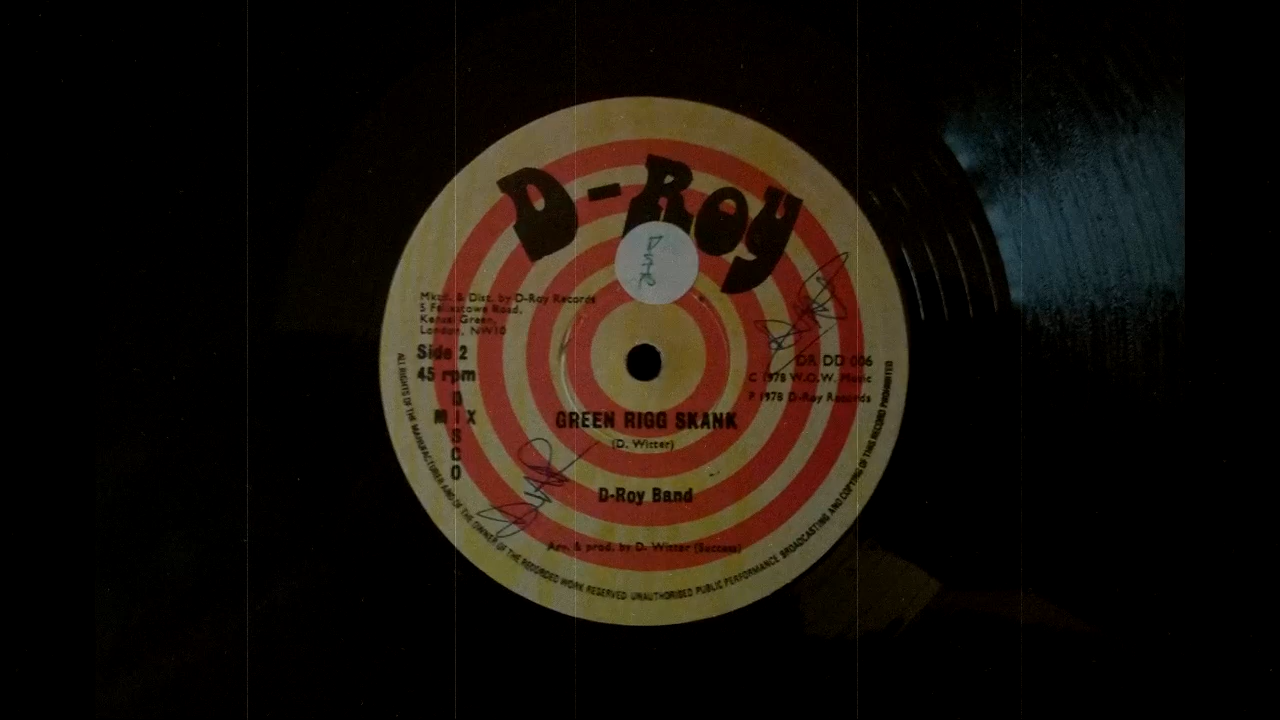 D-Roy
Mktd. & Dist. by D-Roy Records
5 Felixstowe Road,
Kensal Green,
London, NW10
Side 2
45 rpm
DISCO
MIX
DR DD 006
C 1978 W.O.W. Music
P 1978 D-Roy Records
GREEN RIGG SKANK
(D. Witter)
D-Roy Band
Arr. & prod. by D. Witter (Success)
ALL RIGHTS OF THE MANUFACTURER AND OF THE OWNER OF THE RECORDED WORK RESERVED UNAUTHORISED PUBLIC PERFORMANCE BROADCASTING AND COPYING OF THIS RECORD PROHIBITED